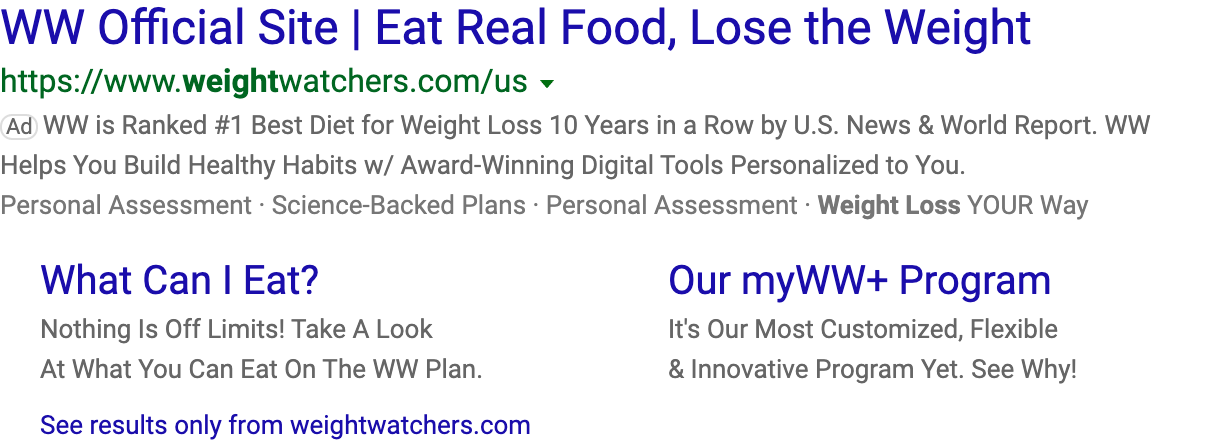 WW Official Site | Eat Real Food, Lose the Weight
https://www.weightwatchers.com/us
Ad WW is Ranked #1 Best Diet for Weight Loss 10 Years in a Row by U.S. News & World Report. WW
Helps You Build Healthy Habits w/ Award-Winning Digital Tools Personalized to You.
Personal Assessment · Science-Backed Plans · Personal Assessment · Weight Loss YOUR Way
What Can I Eat?
Nothing Is Off Limits! Take A Look
At What You Can Eat On The WW Plan.
Our myWW+ Program
It's Our Most Customized, Flexible
& Innovative Program Yet. See Why!
See results only from weightwatchers.com